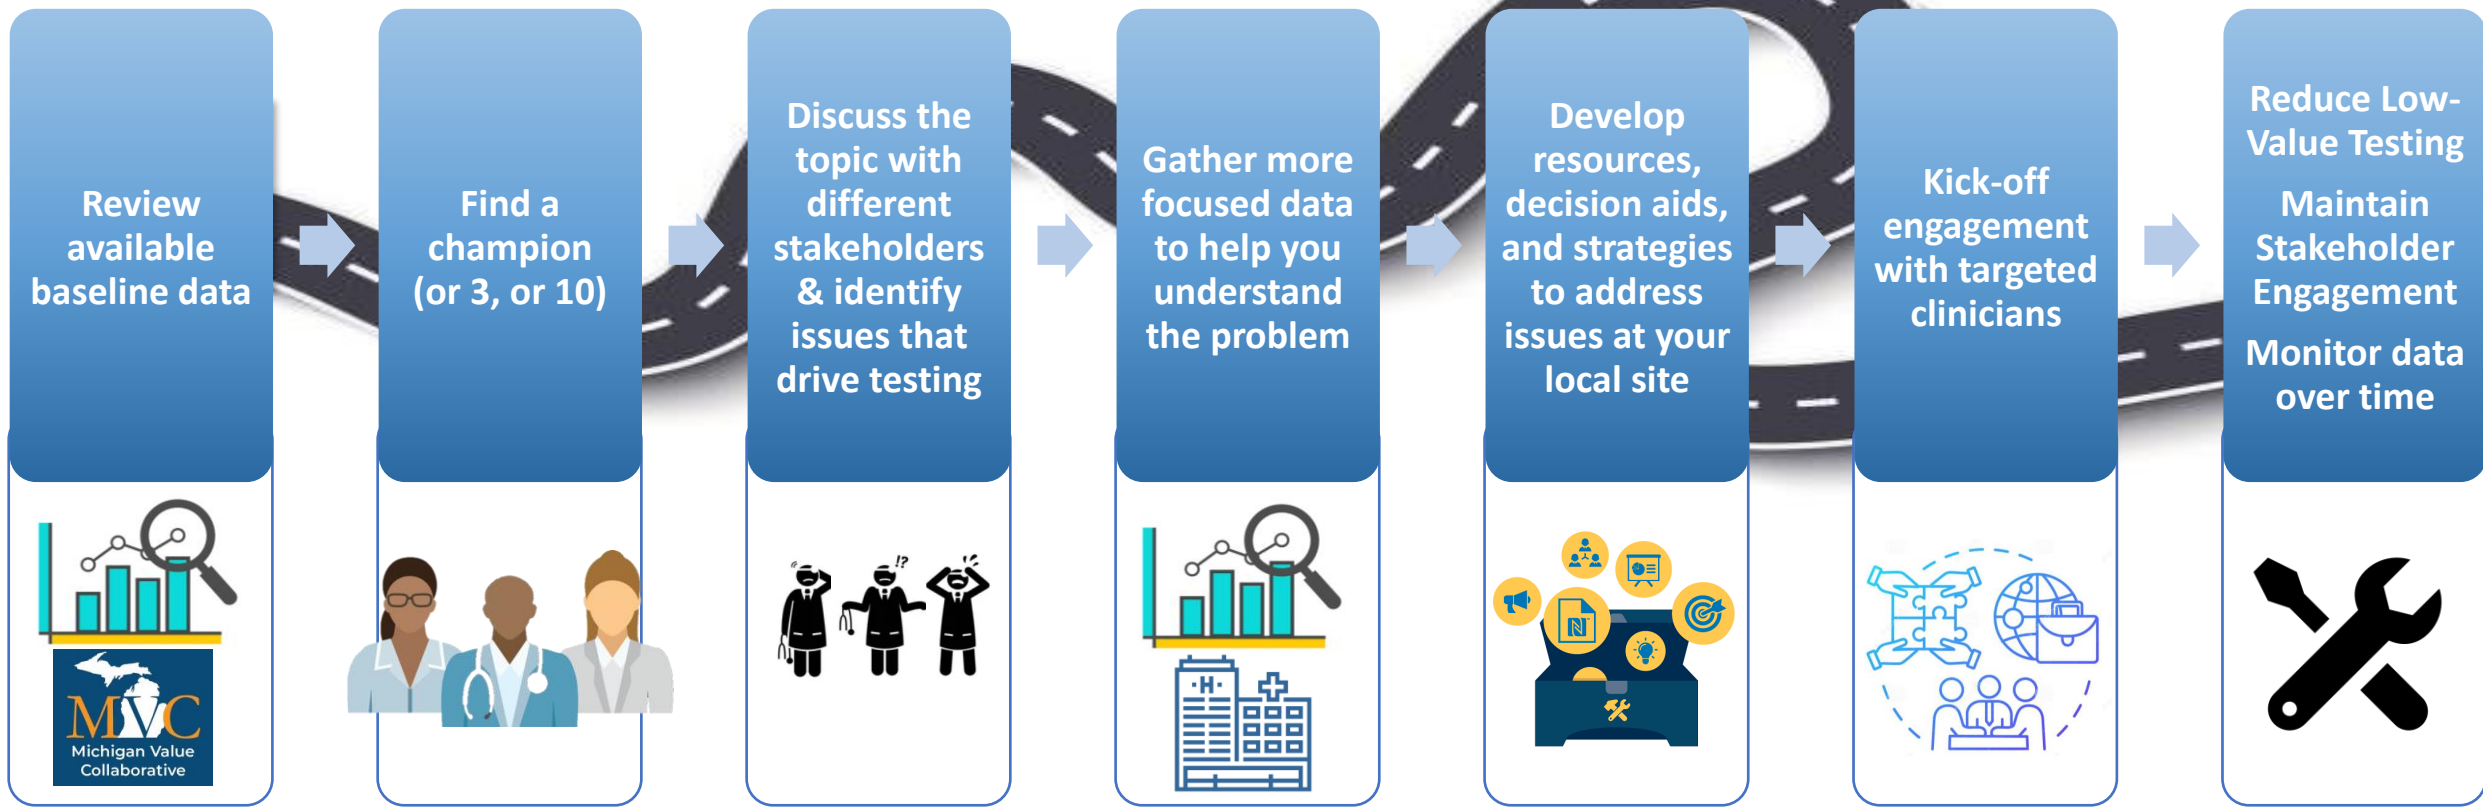 Review
available
baseline data
Find a
champion
(or 3, or 10)
Discuss the
topic with
different
stakeholders
& identify
issues that
drive testing
Gather more
focused data
to help you
understand
the problem
Develop
resources,
decision aids,
and strategies
to address
issues at your
local site
Kick-off
engagement
with targeted
clinicians
Reduce Low-
Value Testing
Maintain
Stakeholder
Engagement
Monitor data
over time
MVC
Michigan Value
Collaborative
!?
H
N